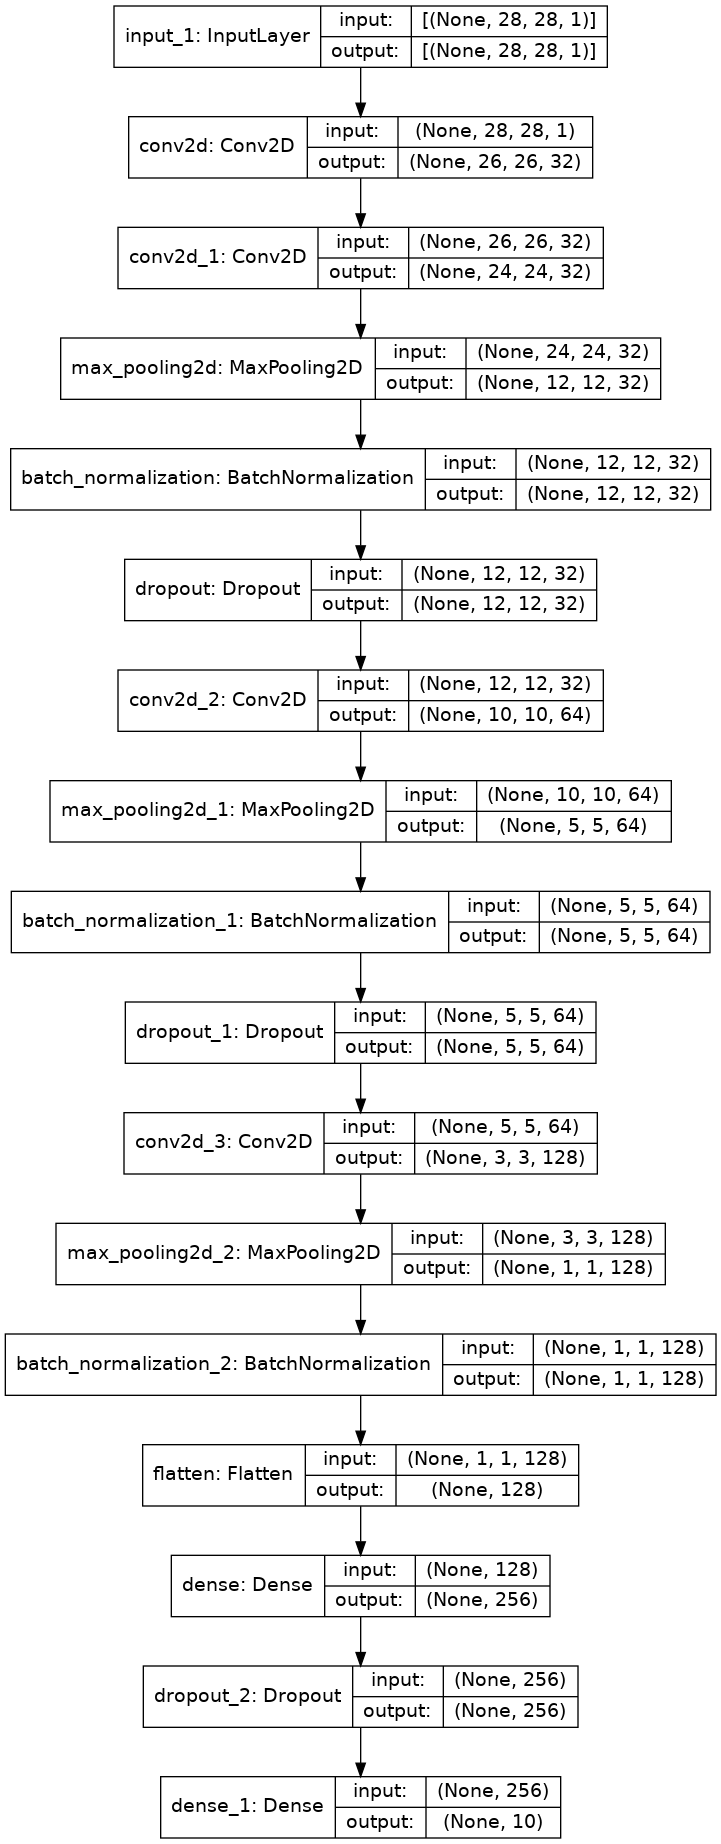 input_1: InputLayer input: [(None, 28, 28, 1)]
output: [(None, 28, 28, 1)]
conv2d: Conv2D input: (None, 28, 28, 1)
output: (None, 26, 26, 32)
conv2d_1: Conv2D input: (None, 26, 26, 32)
output: (None, 24, 24, 32)
max_pooling2d: MaxPooling2D input: (None, 24, 24, 32)
output: (None, 12, 12, 32)
batch_normalization: BatchNormalization input: (None, 12, 12, 32)
output: (None, 12, 12, 32)
dropout: Dropout input: (None, 12, 12, 32)
output: (None, 12, 12, 32)
conv2d_2: Conv2D input: (None, 12, 12, 32)
output: (None, 10, 10, 64)
max_pooling2d_1: MaxPooling2D input: (None, 10, 10, 64)
output: (None, 5, 5, 64)
batch_normalization_1: BatchNormalization input: (None, 5, 5, 64)
output: (None, 5, 5, 64)
dropout_1: Dropout input: (None, 5, 5, 64)
output: (None, 5, 5, 64)
conv2d_3: Conv2D input: (None, 5, 5, 64)
output: (None, 3, 3, 128)
max_pooling2d_2: MaxPooling2D input: (None, 3, 3, 128)
output: (None, 1, 1, 128)
batch_normalization_2: BatchNormalization input: (None, 1, 1, 128)
output: (None, 1, 1, 128)
flatten: Flatten input: (None, 1, 1, 128)
output: (None, 128)
dense: Dense input: (None, 128)
output: (None, 256)
dropout_2: Dropout input: (None, 256)
output: (None, 256)
dense_1: Dense input: (None, 256)
output: (None, 10)